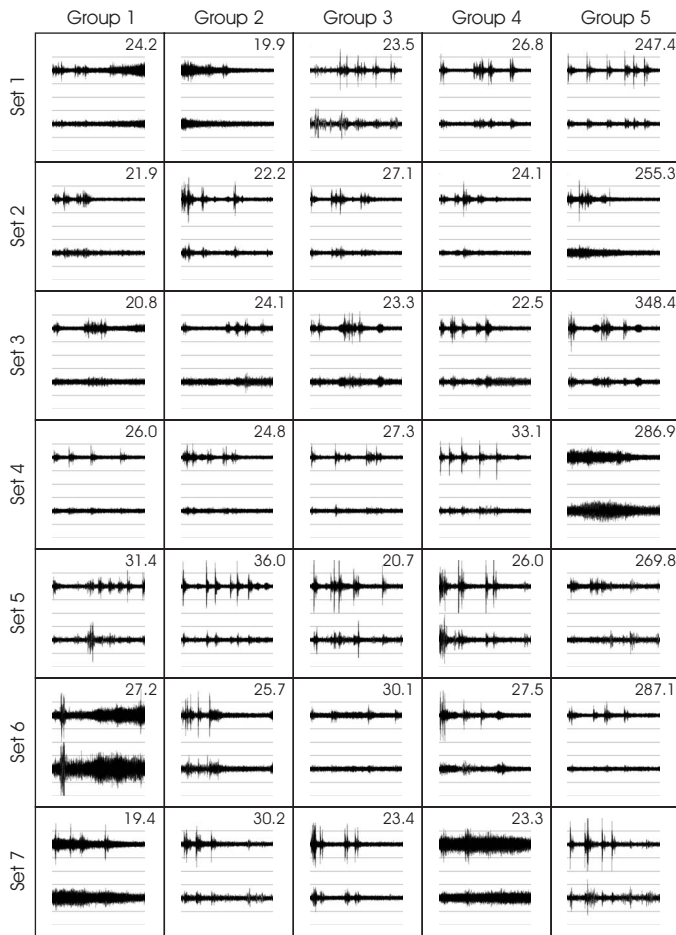 Group 1 Group 2 Group 3 Group 4 Group 5
Set 1 24.2 19.9 23.5 26.8 247.4
Set 2 21.9 22.2 27.1 24.1 255.3
Set 3 20.8 24.1 23.3 22.5 348.4
Set 4 26.0 24.8 27.3 33.1 286.9
Set 5 31.4 36.0 20.7 26.0 269.8
Set 6 27.2 25.7 30.1 27.5 287.1
Set 7 19.4 30.2 23.4 23.3 252.4